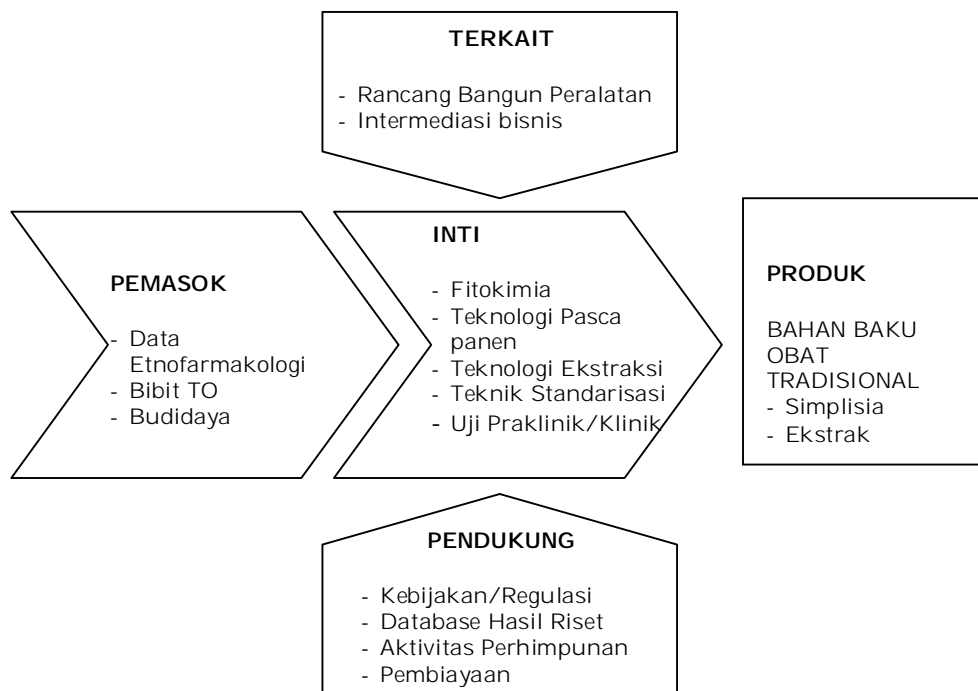 TERKAIT
- Rancang Bangun Peralatan
- Intermediasi bisnis
PEMASOK
- Data
Etnofarmakologi
- Bibit TO
- Budidaya
INTI
- Fitokimia
- Teknologi Pasca
panen
- Teknologi Ekstraksi
- Teknik Standarisasi
- Uji Praklinik/Klinik
PRODUK
BAHAN BAKU
OBAT
TRADISIONAL
- Simplisia
- Ekstrak
PENDUKUNG
- Kebijakan/Regulasi
- Database Hasil Riset
- Aktivitas Perhimpunan
- Pembiayaan